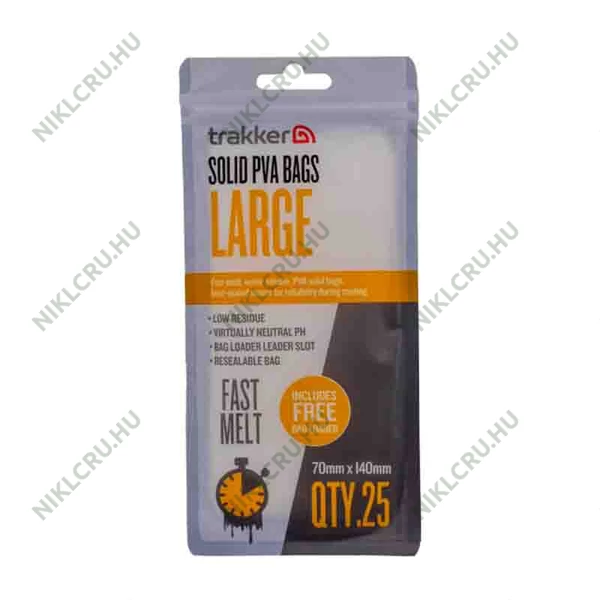 trakker
SOLID PVA BAGS
LARGE
• LOW RESIDUE
• VIRTUALLY NEUTRAL PH
• BAG LOADER LEADER SLOT
• RESEALABLE BAG
FAST
MELT
INCLUDES
FREE
70mm x 140mm
QTY.25
NIKLCRU.HU
NIKLCRU.HU
NIKLCRU.HU
NIKLCRU.HU
NIKLCRU.HU
NIKLCRU.HU
NIKLCRU.HU
NIKLCRU.HU
NIKLCRU.HU